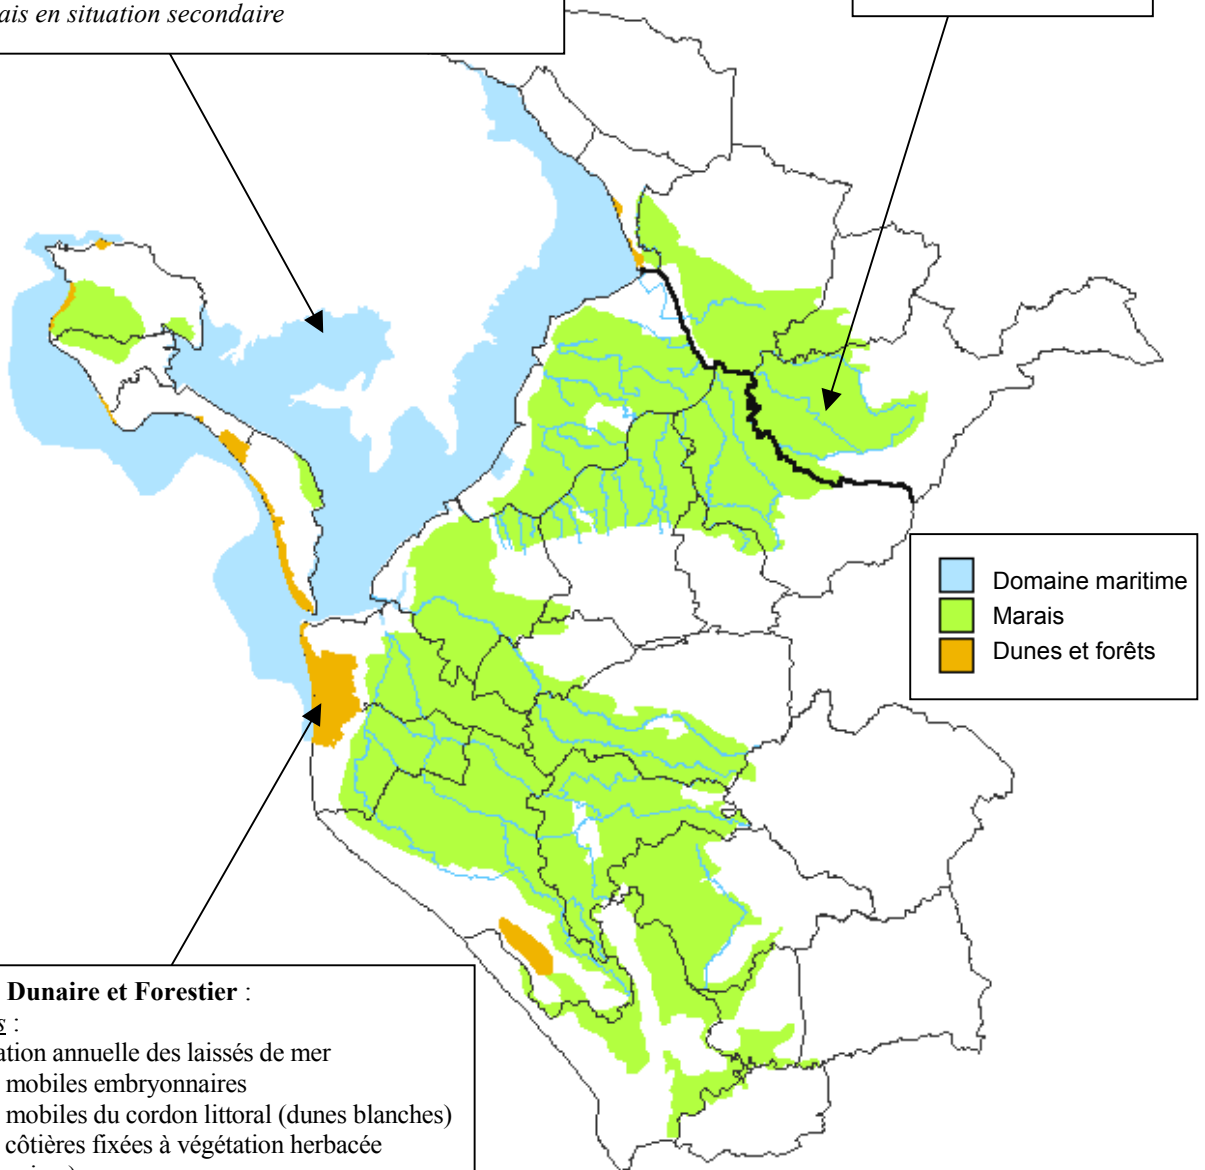 ais en situation secondaire
Domaine maritime
Marais
Dunes et forêts
Dunaire et Forestier :
s :
ation annuelle des laissés de mer
mobiles embryonnaires
mobiles du cordon littoral (dunes blanches)
côtières fixées à végétation herbacée